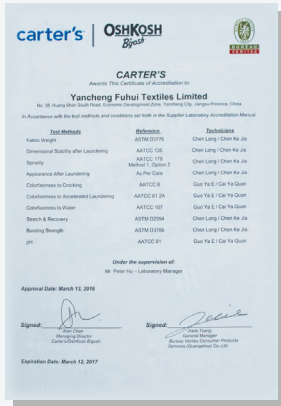 carter's OSHKOSH
B'gosh
BUREAU
VERITAS
CARTER'S
Awards This Certificate of Accreditation to:
Yancheng Fuhui Textiles Limited
No. 98, Huang Shan South Road, Economic Development Zone, Yancheng City, Jiangsu Province, China
In Accordance with the test methods and conditions set forth in the Supplier Laboratory Accreditation Manual
Test Methods Reference Technicians
Fabric Weight ASTM D3776 Chen Long / Chen Ke Jia
Dimensional Stability after Laundering AATCC 135 Chen Long / Chen Ke Jia
Spirality AATCC 179 Chen Long / Chen Ke Jia
Method 1, Option 2
Appearance After Laundering As Per Care Chen Long / Chen Ke Jia
Colorfastness to Crocking AATCC 8 Guo Ya E / Cai Ya Quan
Colorfastness to Accelerated Laundering AATCC 61 2A Guo Ya E / Cai Ya Quan
Colorfastness to Water AATCC 107 Guo Ya E / Cai Ya Quan
Stretch & Recovery ASTM D2594 Chen Long / Chen Ke Jia
Bursting Strength ASTM D3786 Chen Long / Chen Ke Jia
pH AATCC 81 Guo Ya E / Cai Ya Quan
Under the supervision of:
Mr. Peter Hu – Laboratory Manager
Approval Date: March 13, 2016
Signed: Signed:
Alan Chan
Managing Director General Manager
Carter's/OshKosh B'gosh Bureau Veritas Consumer Products
Services (Guangzhou) Co. Ltd
Expiration Date: March 12, 2017